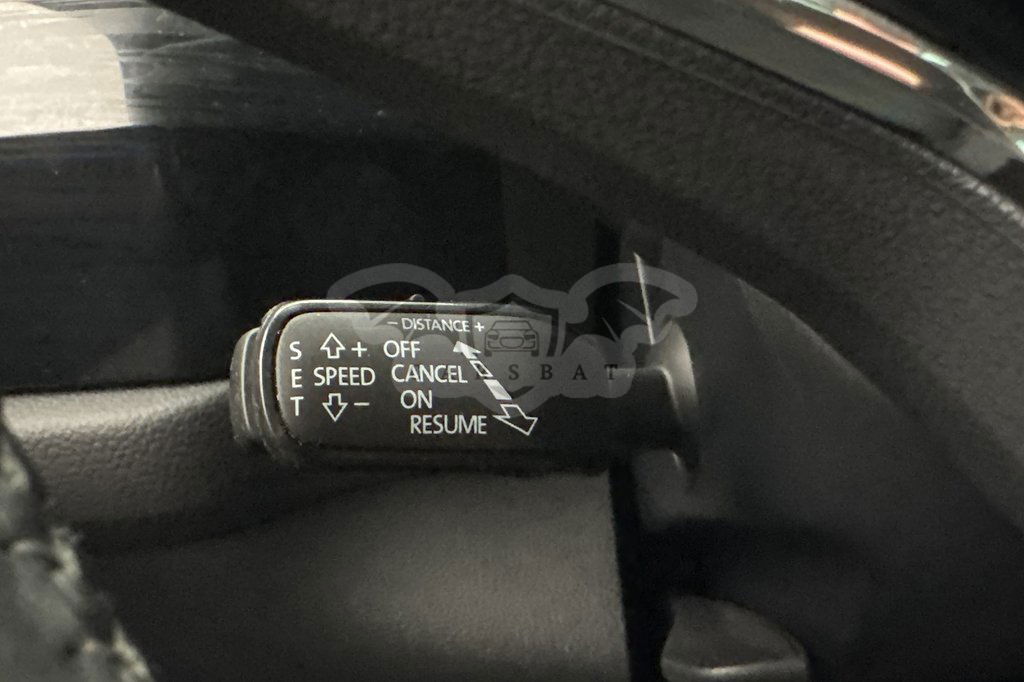 - DISTANCE +
S + OFF
E SPEED CANCEL
T - ON
RESUME
SBAT